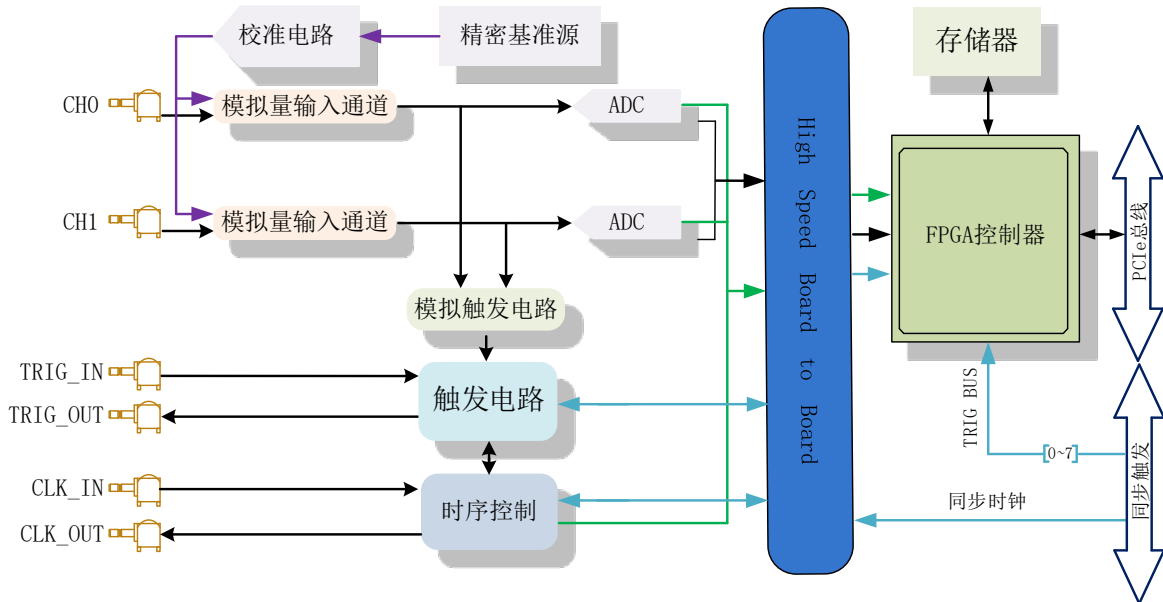 校准电路
精密基准源
存储器
CH0
模拟量输入通道
ADC
CH1
模拟量输入通道
ADC
High Speed Board to Board
FPGA控制器
PCIe总线
模拟触发电路
TRIG_IN
TRIG_OUT
触发电路
TRIG BUS
[0~7]
同步触发
CLK_IN
CLK_OUT
时序控制
同步时钟